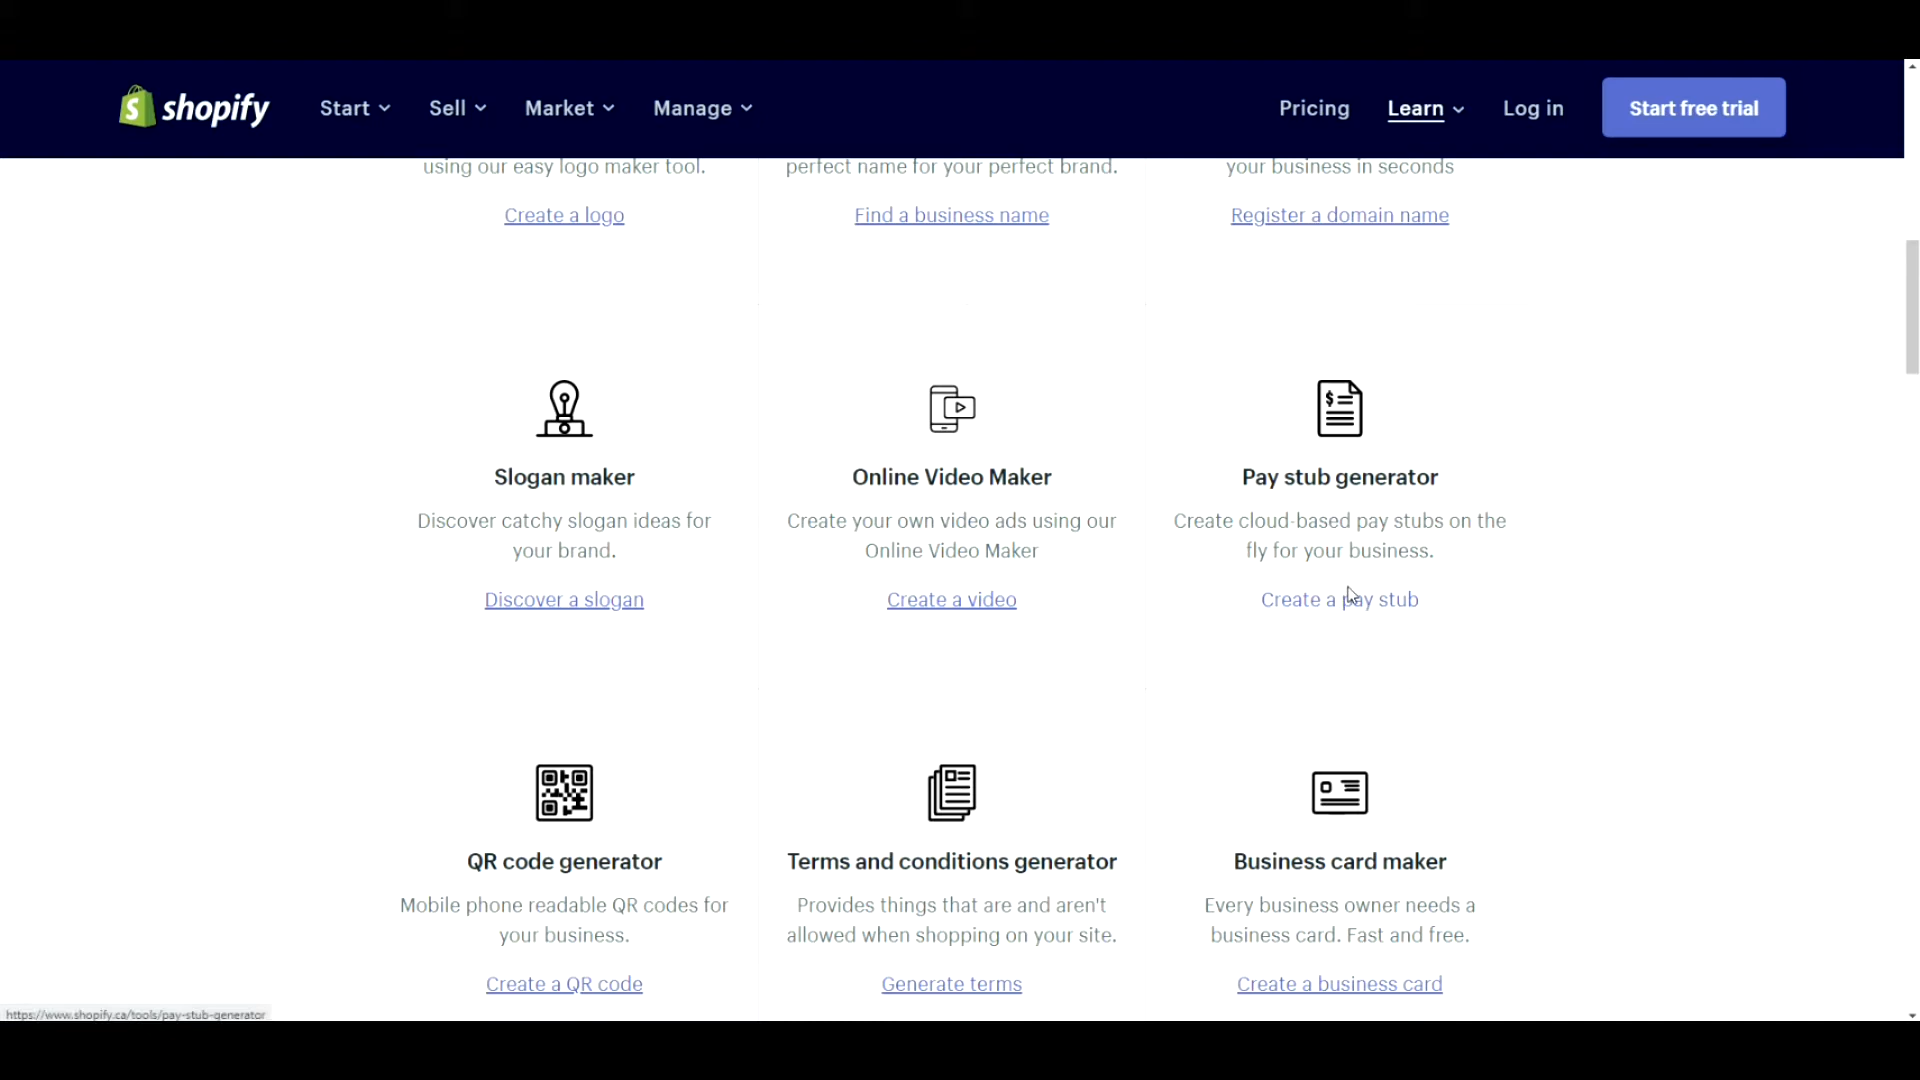 shopify
Start
Sell
Market
Manage
Pricing
Learn
Log in
Start free trial
using our easy logo maker tool.
Create a logo
perfect name for your perfect brand.
Find a business name
your business in seconds
Register a domain name
Slogan maker
Discover catchy slogan ideas for
your brand.
Discover a slogan
Online Video Maker
Create your own video ads using our
Online Video Maker
Create a video
$
Pay stub generator
Create cloud-based pay stubs on the
fly for your business.
Create a pay stub
QR code generator
Mobile phone readable QR codes for
your business.
Create a QR code
Terms and conditions generator
Provides things that are and aren't
allowed when shopping on your site.
Generate terms
Business card maker
Every business owner needs a
business card. Fast and free.
Create a business card
https://www.shopify.ca/tools/pay-stub-generator